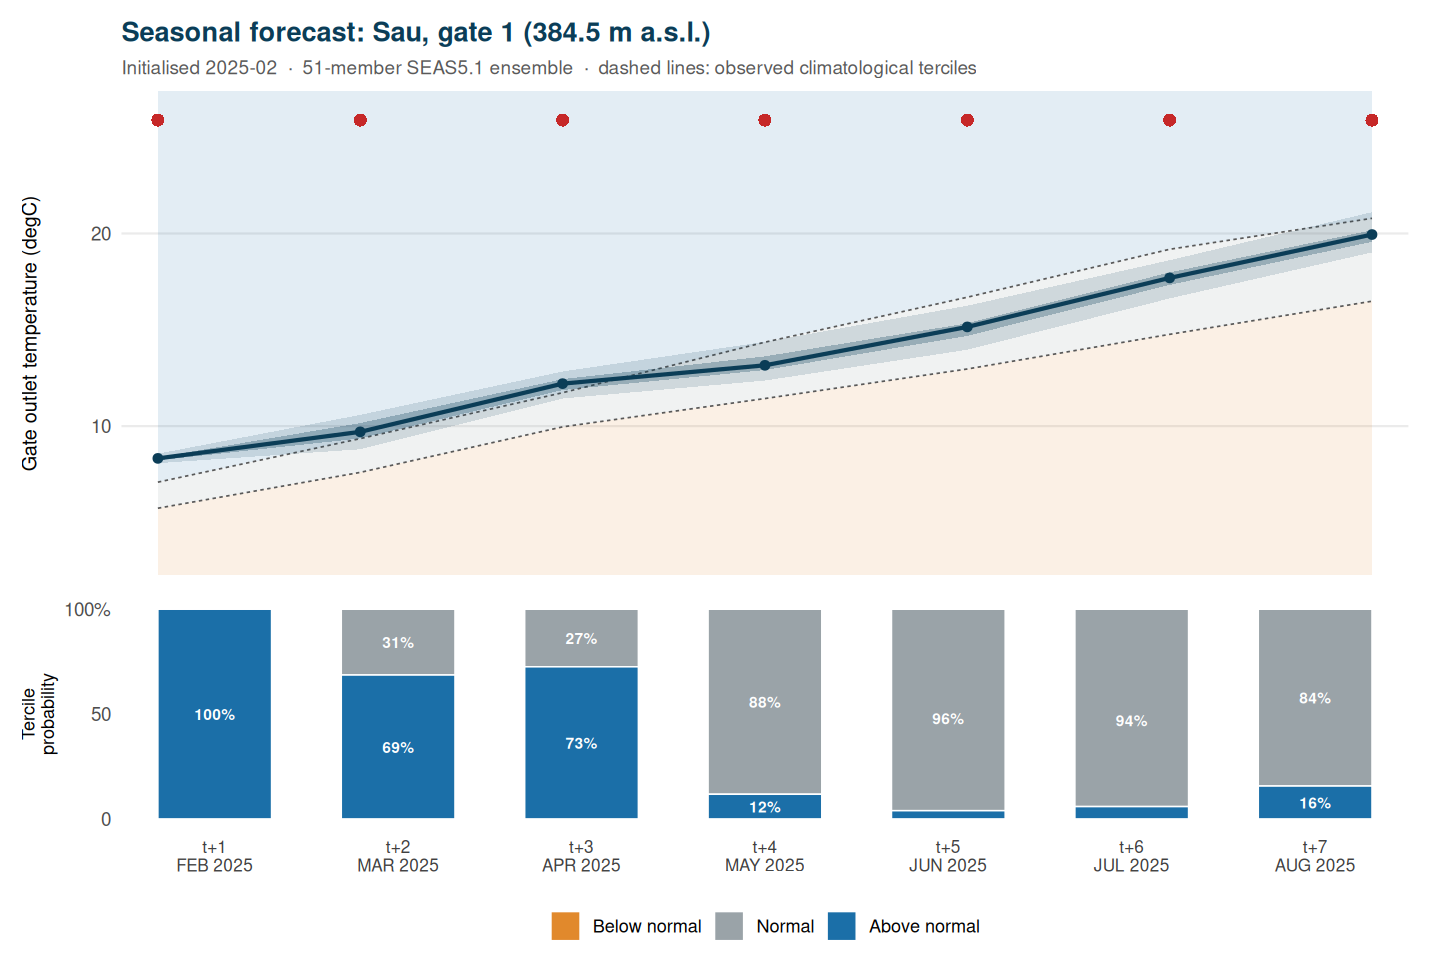 Seasonal forecast: Sau, gate 1 (384.5 m a.s.l.)
Initialised 2025-02 · 51-member SEAS5.1 ensemble · dashed lines: observed climatological terciles
Gate outlet temperature (degC)
20
10
Tercile
probability
100%
50
0
100%
31%
69%
27%
73%
88%
12%
96%
94%
84%
16%
t+1
FEB 2025
t+2
MAR 2025
t+3
APR 2025
t+4
MAY 2025
t+5
JUN 2025
t+6
JUL 2025
t+7
AUG 2025
Below normal
Normal
Above normal